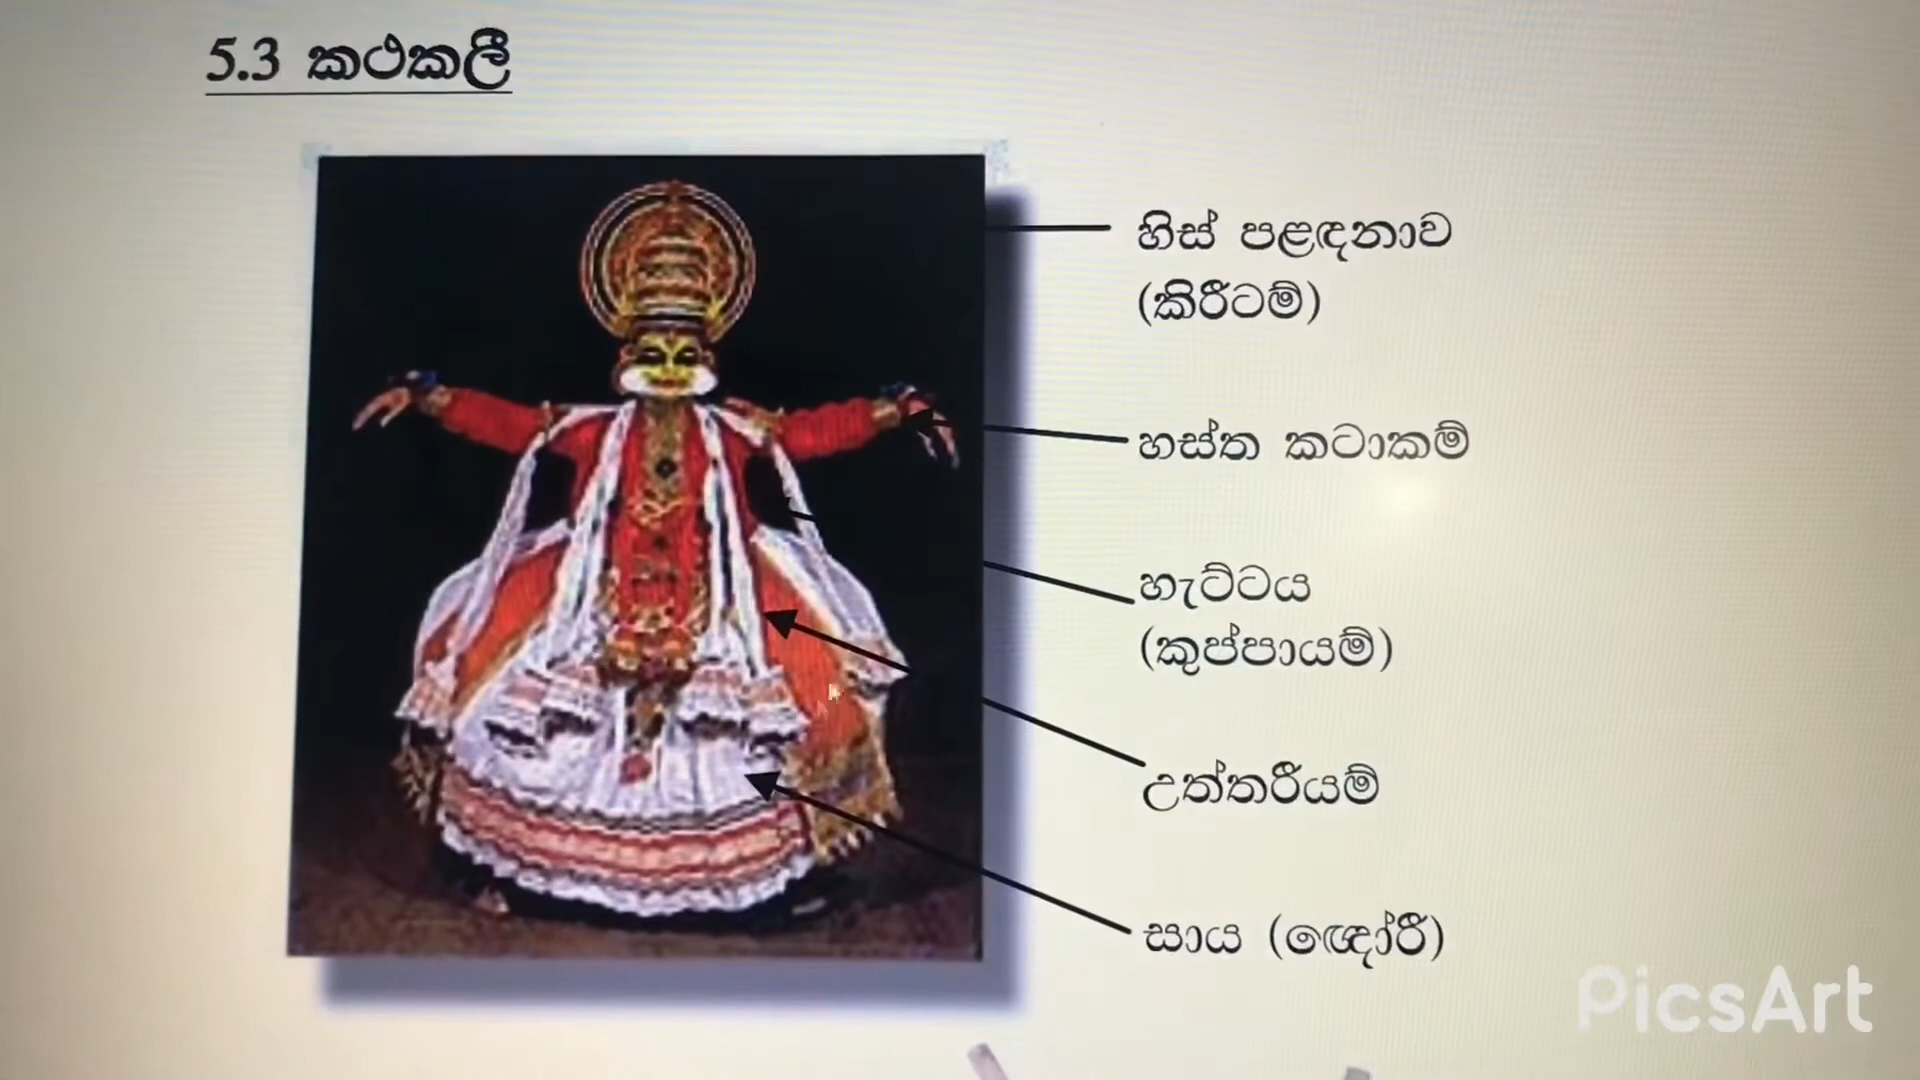 5.3 කථකලී
හිස් පළඳනාව
(කිරීටම්)
හස්ත කටාකම්
හැට්ටය
(කුප්පායම්)
උත්තරීයම්
සාය (ඥෝරී)
PicsArt